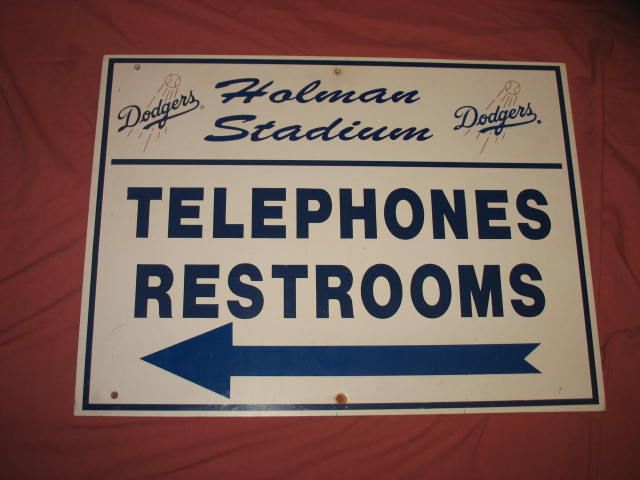 Dodgers Holman Dodgers
Stadium
TELEPHONES
RESTROOMS